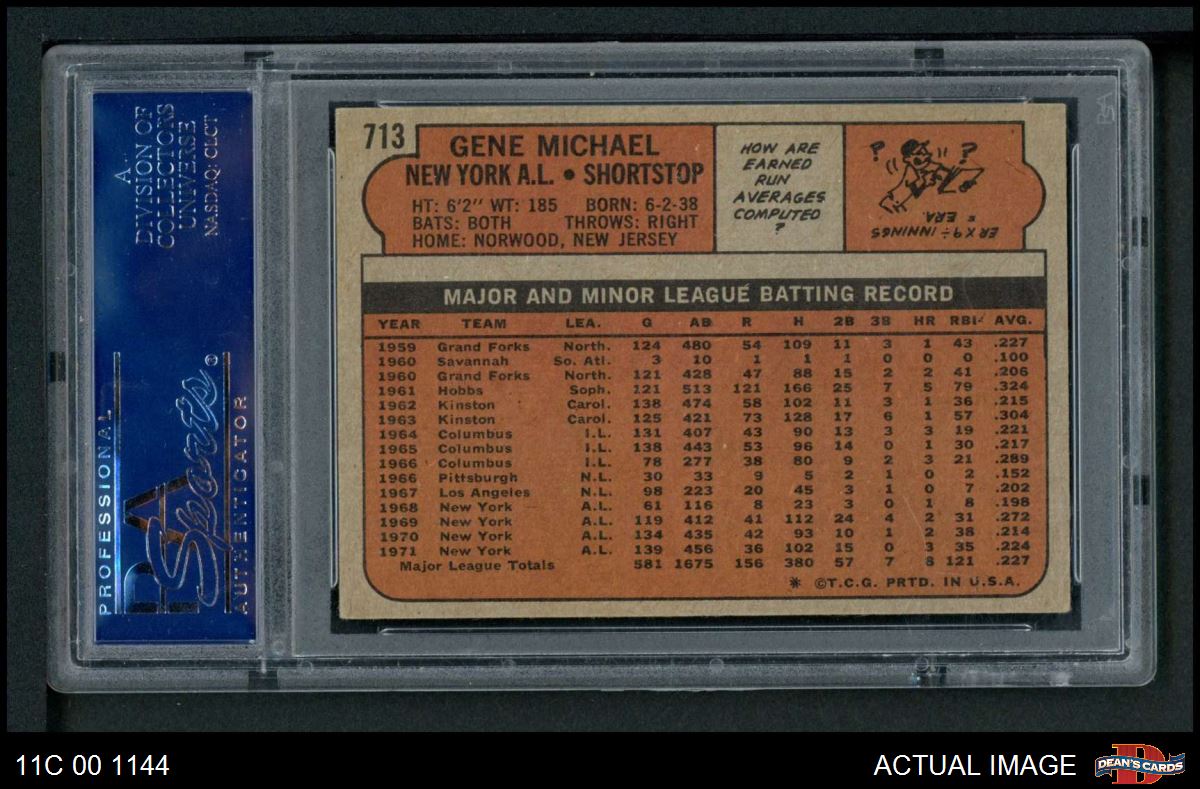 A
DIVISION OF
COLLECTORS
UNIVERSE
NASDAQ: CLCT
PROFESSIONAL
PSA
Sports ®
AUTHENTICATOR
713
GENE MICHAEL
NEW YORK A.L. • SHORTSTOP
HT: 6'2" WT: 185 BORN: 6-2-38
BATS: BOTH THROWS: RIGHT
HOME: NORWOOD, NEW JERSEY
HOW ARE
EARNED
RUN
AVERAGES
COMPUTED
?
? ?
ER X 9 ÷ INNINGS
= ERA.
MAJOR AND MINOR LEAGUE BATTING RECORD
YEAR TEAM LEA. G AB R H 2B 3B HR RBI AVG.
1959 Grand Forks North. 124 480 54 109 11 3 1 43 .227
1960 Savannah So. Atl. 3 10 1 1 1 0 0 0 .100
1960 Grand Forks North. 121 428 47 88 15 2 2 41 .206
1961 Hobbs Soph. 121 513 121 166 25 7 5 79 .324
1962 Kinston Carol. 138 474 58 102 11 3 1 36 .215
1963 Kinston Carol. 125 421 73 128 17 6 1 57 .304
1964 Columbus I.L. 131 407 43 90 13 3 3 19 .221
1965 Columbus I.L. 138 443 53 96 14 0 1 30 .217
1966 Columbus I.L. 78 277 38 80 9 2 3 21 .289
1966 Pittsburgh N.L. 30 33 9 5 2 1 0 2 .152
1967 Los Angeles N.L. 98 223 20 45 3 1 0 7 .202
1968 New York A.L. 61 116 8 23 3 0 1 8 .198
1969 New York A.L. 119 412 41 112 24 4 2 31 .272
1970 New York A.L. 134 435 42 93 10 1 2 38 .214
1971 New York A.L. 139 456 36 102 15 0 3 35 .224
Major League Totals 581 1675 156 380 57 7 8 121 .227
* ©T.C.G. PRTD. IN U.S.A.
11C 00 1144
ACTUAL IMAGE
DEAN'S CARDS